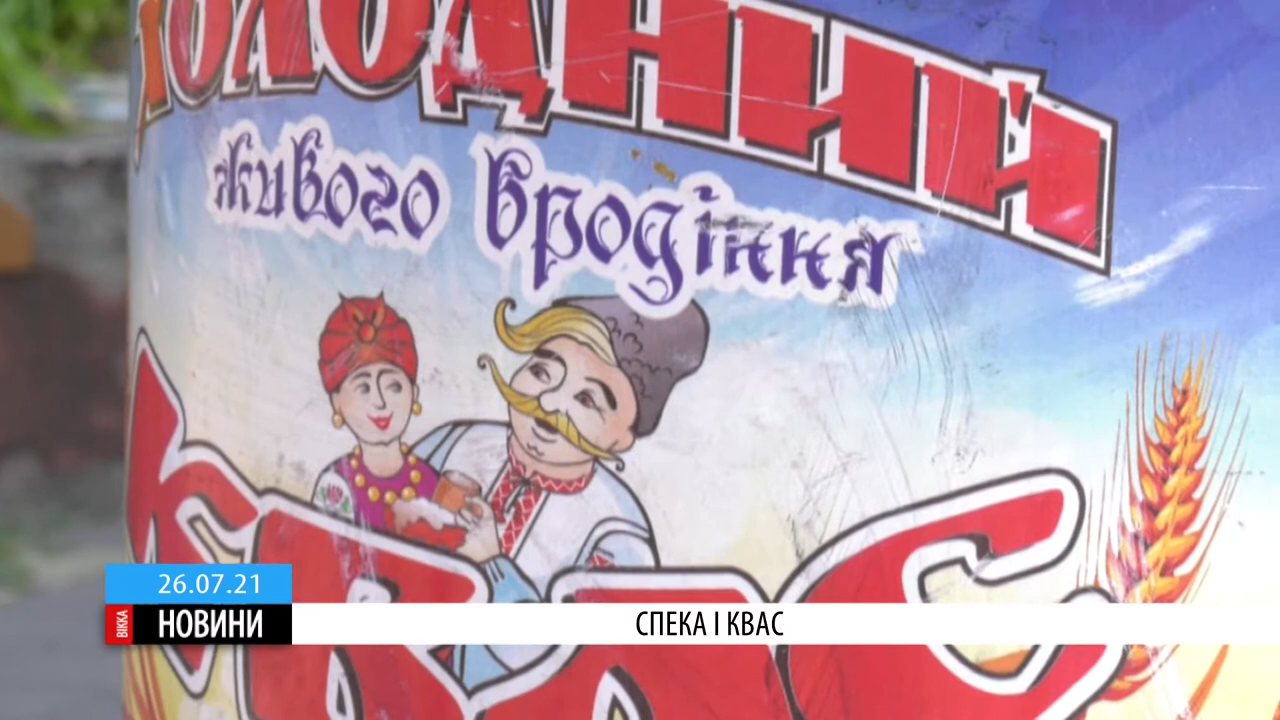 ХОЛОДНИЙ
живого бродіння
КВАС
26.07.21
ВІККА
НОВИНИ
СПЕКА І КВАС